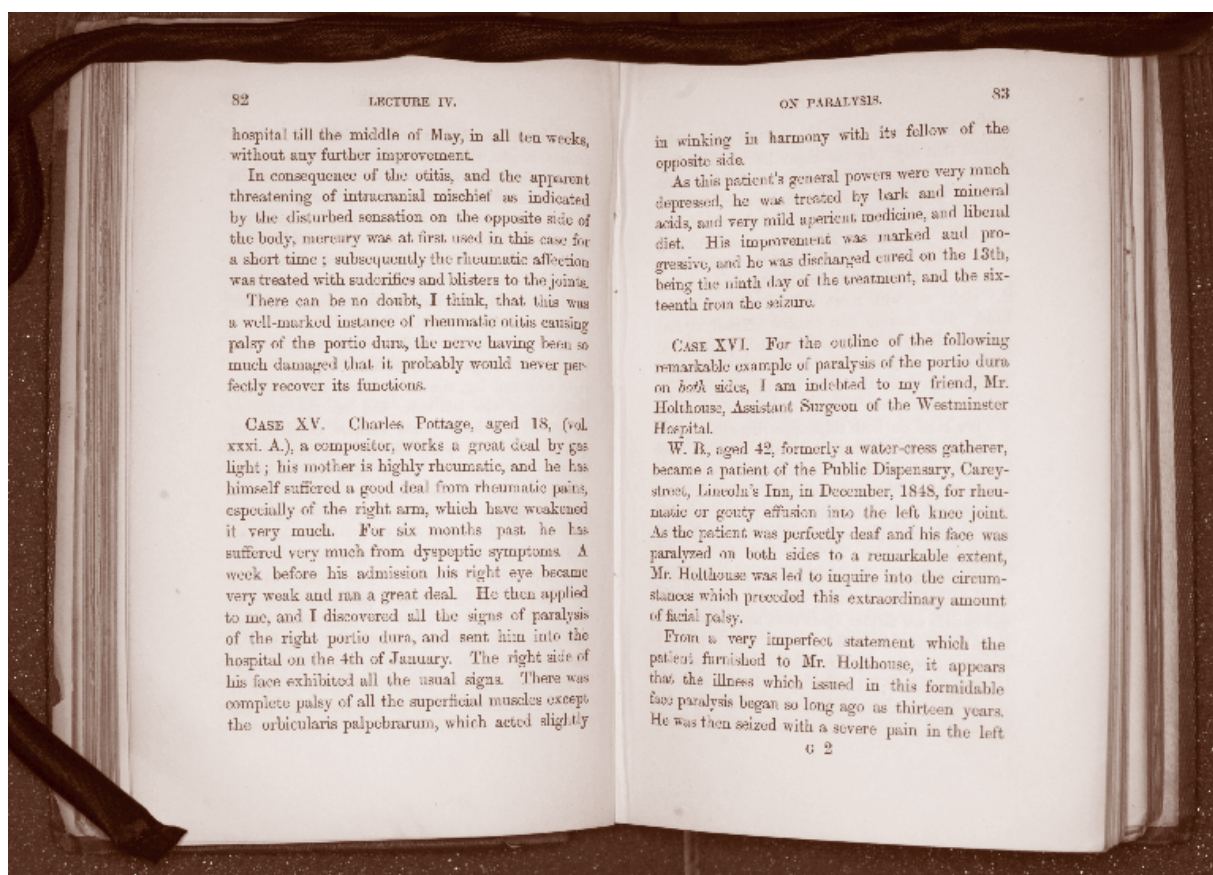 82
LECTURE IV.
hospital till the middle of May, in all ten weeks,
without any further improvement.
In consequence of the otitis, and the apparent
threatening of intracranial mischief as indicated
by the disturbed sensation on the opposite side of
the body, mercury was at first used in this case for
a short time ; subsequently the rheumatic affection
was treated with sudorifics and blisters to the joints.
There can be no doubt, I think, that this was
a well-marked instance of rheumatic otitis causing
palsy of the portio dura, the nerve having been so
much damaged that it probably would never per-
fectly recover its functions.
CASE XV. Charles Pottage, aged 18, (vol.
xxxi. A.), a compositor, works a great deal by gas
light ; his mother is highly rheumatic, and he has
himself suffered a good deal from rheumatic pains,
especially of the right arm, which have weakened
it very much. For six months past he has
suffered very much from dyspeptic symptoms. A
week before his admission his right eye became
very weak and ran a great deal. He then applied
to me, and I discovered all the signs of paralysis
of the right portio dura, and sent him into the
hospital on the 4th of January. The right side of
his face exhibited all the usual signs. There was
complete palsy of all the superficial muscles except
the orbicularis palpebrarum, which acted slightly
ON PARALYSIS.
83
in winking in harmony with its fellow of the
opposite side.
As this patient's general powers were very much
depressed, he was treated by bark and mineral
acids, and very mild aperient medicine, and liberal
diet. His improvement was marked and pro-
gressive, and he was discharged cured on the 13th,
being the ninth day of the treatment, and the six-
teenth from the seizure.
CASE XVI. For the outline of the following
remarkable example of paralysis of the portio dura
on both sides, I am indebted to my friend, Mr.
Holthouse, Assistant Surgeon of the Westminster
Hospital.
W. R., aged 42, formerly a water-cress gatherer,
became a patient of the Public Dispensary, Carey-
street, Lincoln's Inn, in December, 1848, for rheu-
matic or gouty effusion into the left knee joint.
As the patient was perfectly deaf and his face was
paralyzed on both sides to a remarkable extent,
Mr. Holthouse was led to inquire into the circum-
stances which preceded this extraordinary amount
of facial palsy.
From a very imperfect statement which the
patient furnished to Mr. Holthouse, it appears
that the illness which issued in this formidable
face paralysis began so long ago as thirteen years.
He was then seized with a severe pain in the left
G 2